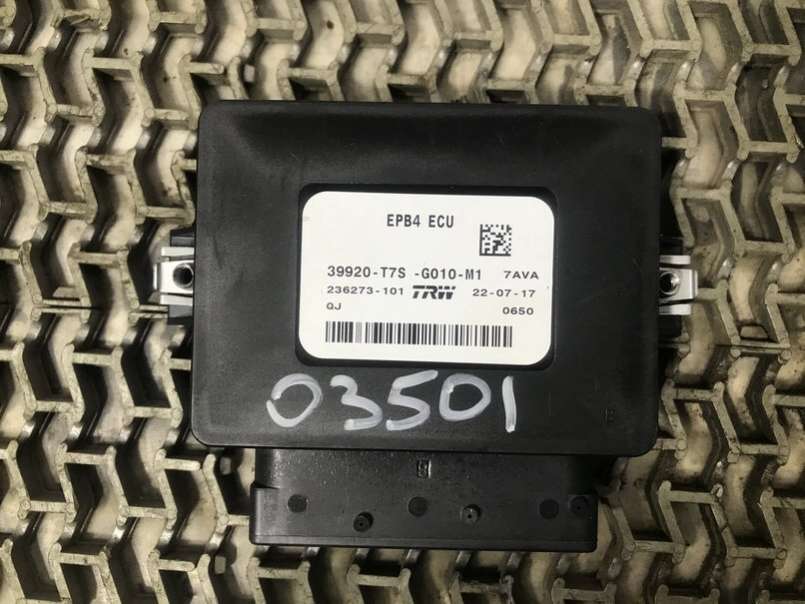 EPB4 ECU
39920-T7S -G010-M1 7AVA
236273-101 TRW 22-07-17
QJ 0650
03501